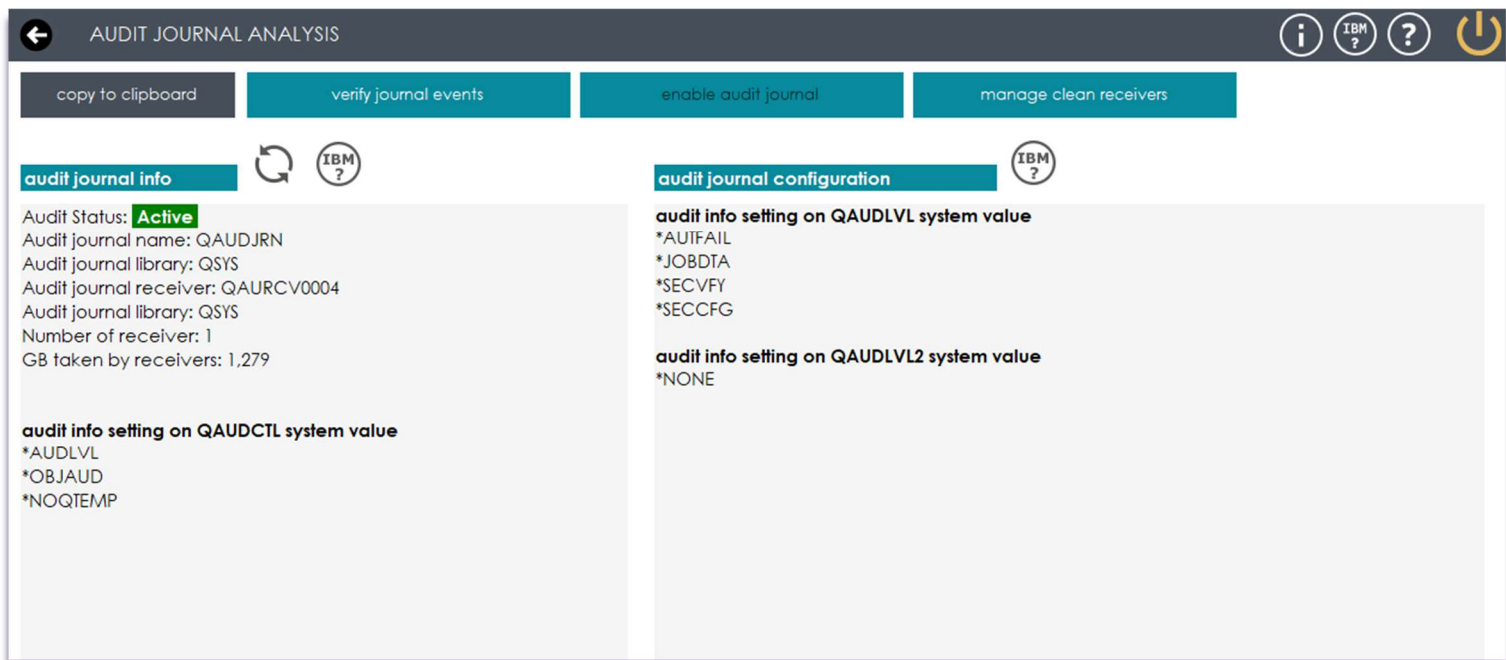 AUDIT JOURNAL ANALYSIS
i
IBM
?
?
copy to clipboard
verify journal events
enable audit journal
manage clean receivers
audit journal info
IBM
?
Audit Status: Active
Audit journal name: QAUDJRN
Audit journal library: QSYS
Audit journal receiver: QAURCV0004
Audit journal library: QSYS
Number of receiver: 1
GB taken by receivers: 1,279
audit info setting on QAUDCTL system value
*AUDLVL
*OBJAUD
*NOQTEMP
audit journal configuration
IBM
?
audit info setting on QAUDLVL system value
*AUTFAIL
*JOBDTA
*SECVFY
*SECCFG
audit info setting on QAUDLVL2 system value
*NONE